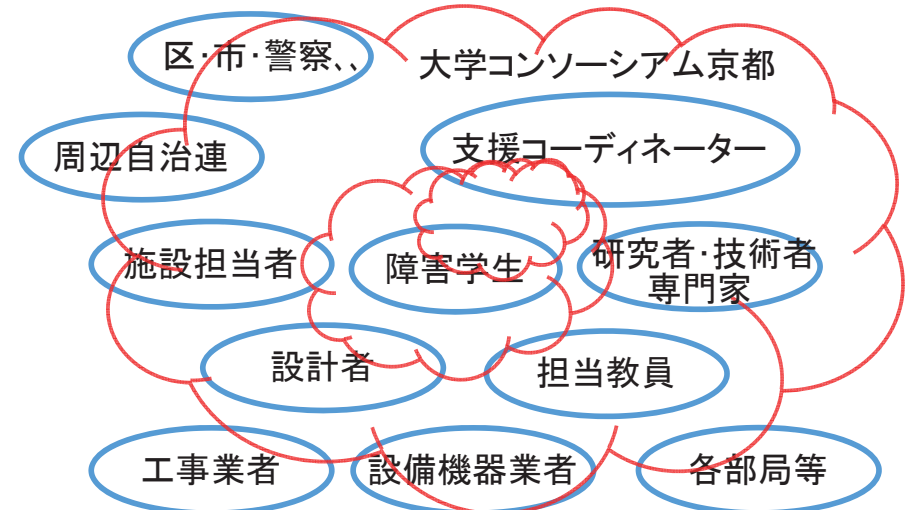 区・市・警察、、
大学コンソーシアム京都
周辺自治連
支援コーディネーター
施設担当者
障害学生
研究者・技術者
専門家
設計者
担当教員
工事業者
設備機器業者
各部局等